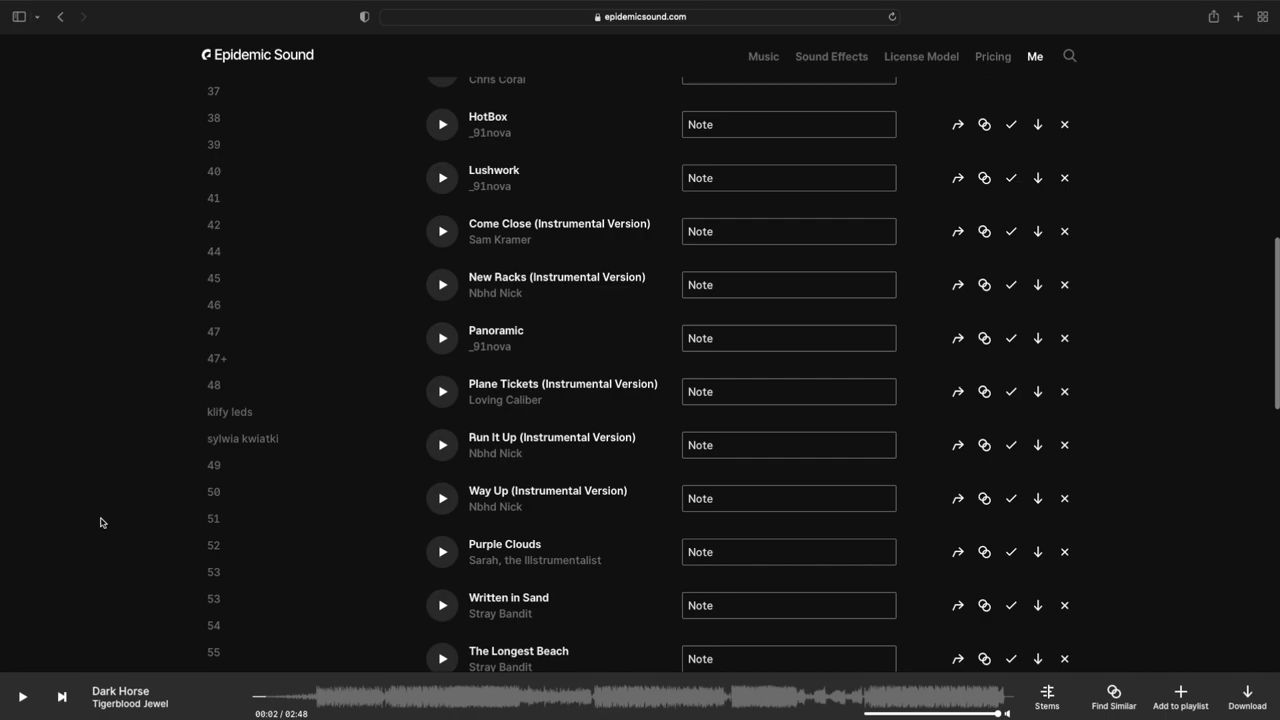 epidemicsound.com
Epidemic Sound
Music
Sound Effects
License Model
Pricing
Me
37
38
39
40
41
42
44
45
46
47
47+
48
klify leds
sylwia kwiatki
49
50
51
52
53
53
54
55
Chris Coral
HotBox
_91nova
Note
Lushwork
_91nova
Note
Come Close (Instrumental Version)
Sam Kramer
Note
New Racks (Instrumental Version)
Nbhd Nick
Note
Panoramic
_91nova
Note
Plane Tickets (Instrumental Version)
Loving Caliber
Note
Run It Up (Instrumental Version)
Nbhd Nick
Note
Way Up (Instrumental Version)
Nbhd Nick
Note
Purple Clouds
Sarah, the Illstrumentalist
Note
Written in Sand
Stray Bandit
Note
The Longest Beach
Stray Bandit
Note
Dark Horse
Tigerblood Jewel
00:02 / 02:48
Stems
Find Similar
Add to playlist
Download